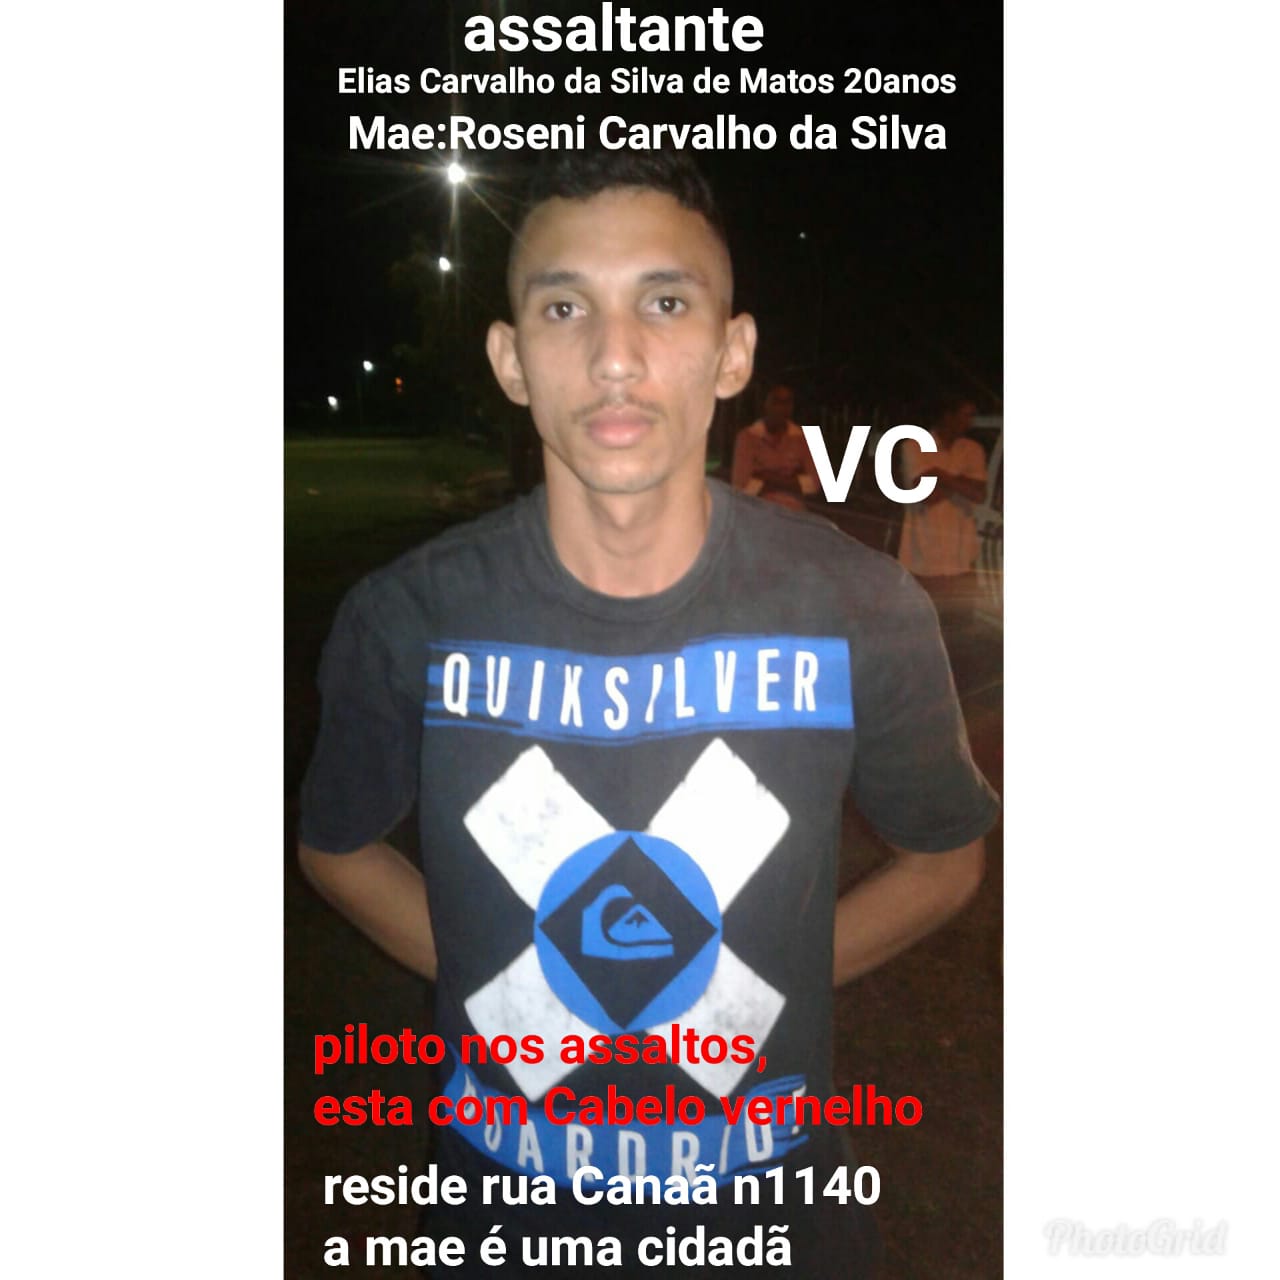 assaltante
Elias Carvalho da Silva de Matos 20anos
Mae:Roseni Carvalho da Silva
VC
QUIKSILVER
piloto nos assaltos,
esta com Cabelo vernelho
reside rua Canaã n1140
a mae é uma cidadã
PhotoGrid